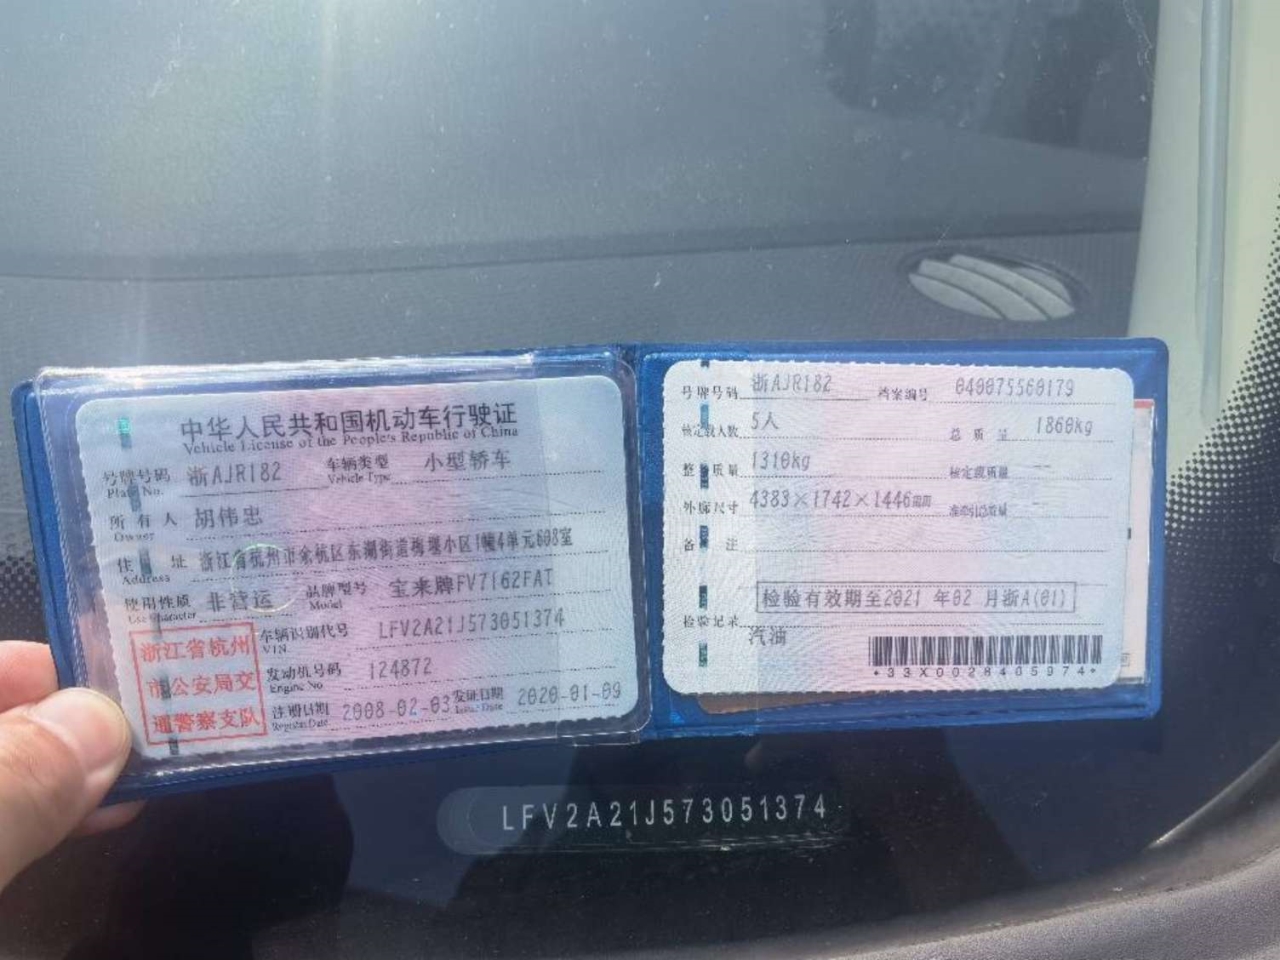 中华人民共和国机动车行驶证
Vehicle License of the People's Republic of China
号牌号码 浙AJR182 车辆类型 小型轿车
Plate No. Vehicle Type
所有人 胡伟忠
Owner
住址 浙江省杭州市余杭区东湖街道梅堰小区1幢4单元608室
Address
使用性质 非营运 品牌型号 宝来牌FV7162FAT
Use Character Model
浙江省杭州市公安局交通警察支队
车辆识别代号 LFV2A21J573051374
VIN
发动机号码 124872
Engine No
注册日期 2008-02-03 发证日期 2020-01-09
Register Date Issue Date
号牌号码 浙AJR182 档案编号 040075560179
核定载人数 5人 总质量 1860kg
整备质量 1310kg 核定载质量 --
外廓尺寸 4383×1742×1446mm 准牵引总质量 --
备注
检验有效期至2021 年02 月浙A(01)
检验记录
汽油
*33X0028405974*
LFV2A21J573051374